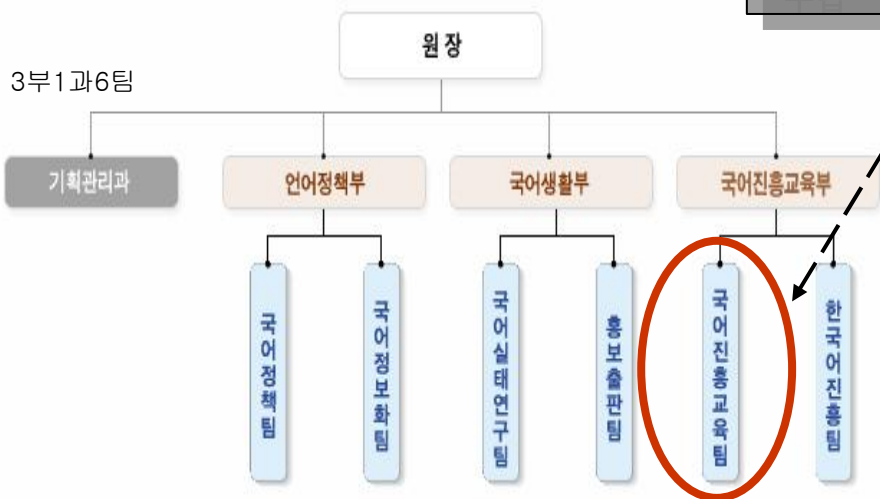 원장
3부1과6팀
기획관리과
언어정책부
국어생활부
국어진흥교육부
국어정책팀
국어정보화팀
국어실태연구팀
홍보출판팀
국어진흥교육팀
한국어진흥팀